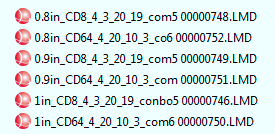 0.8in_CD8_4_3_20_19_com5 00000748.LMD
0.8in_CD64_4_20_10_3_co6 00000752.LMD
0.9in_CD8_4_3_20_19_com5 00000749.LMD
0.9in_CD64_4_20_10_3_com 00000751.LMD
1in_CD8_4_3_20_19_conbo5 00000746.LMD
1in_CD64_4_20_10_3_com6 00000750.LMD